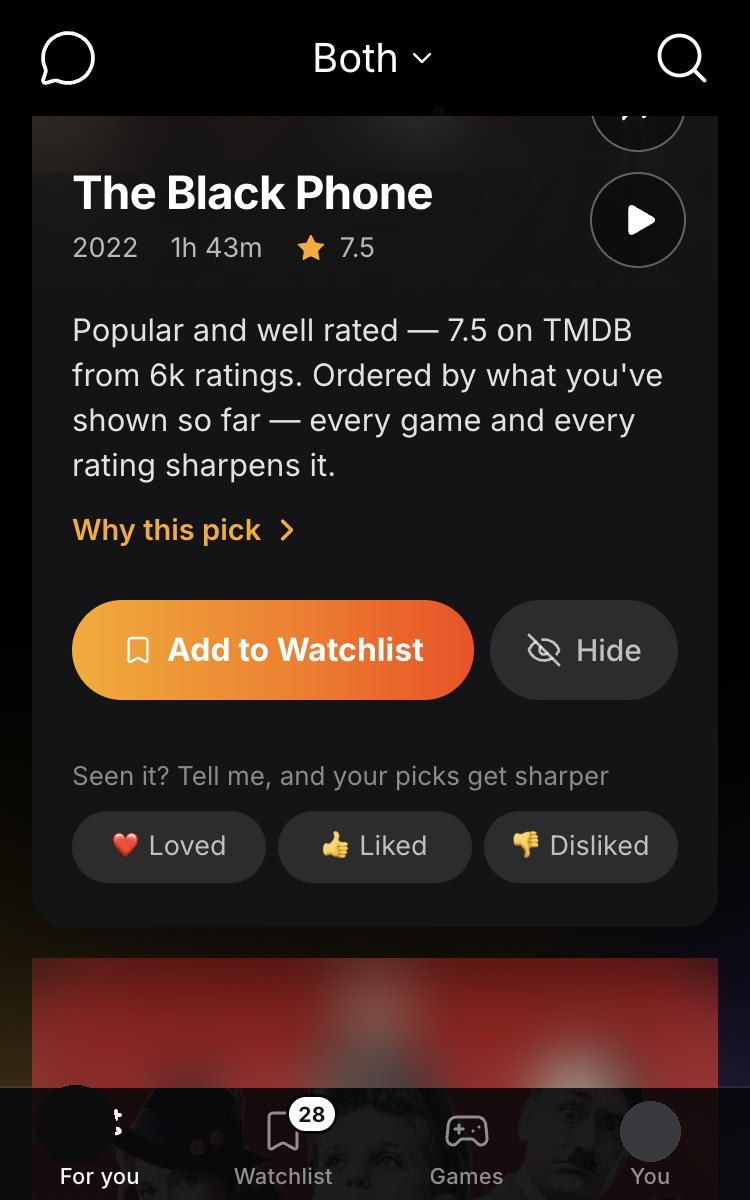 Both
The Black Phone
2022 1h 43m 7.5
Popular and well rated — 7.5 on TMDB
from 6k ratings. Ordered by what you've
shown so far — every game and every
rating sharpens it.
Why this pick
Add to Watchlist
Hide
Seen it? Tell me, and your picks get sharper
Loved
Liked
Disliked
28
For you
Watchlist
Games
You